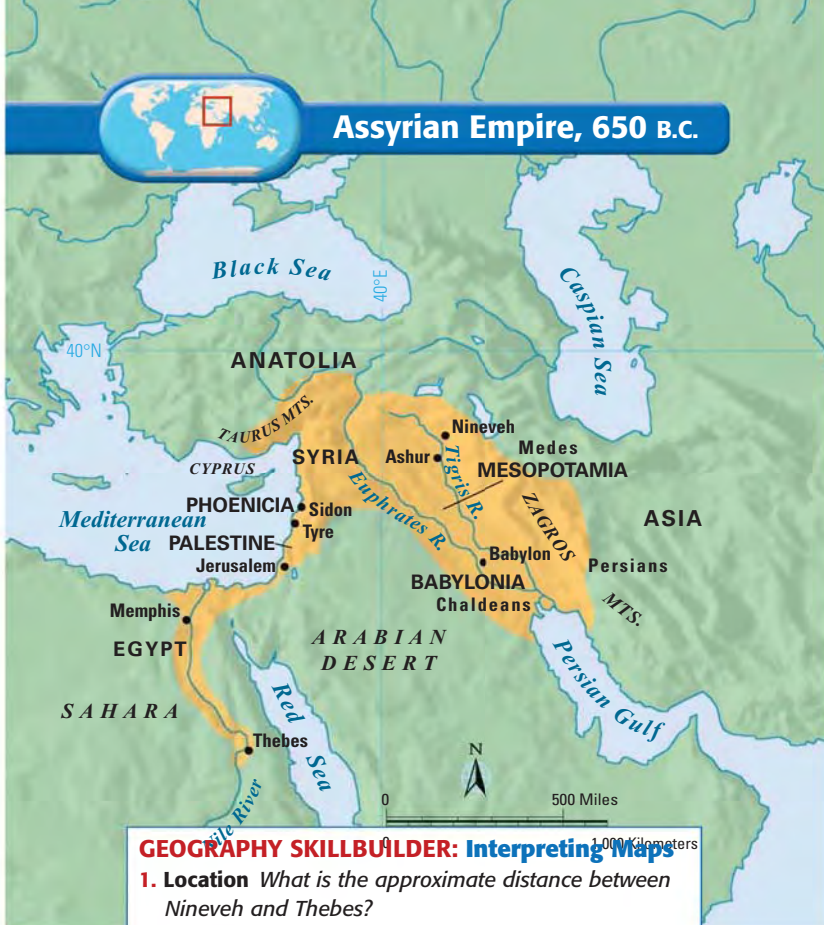 Assyrian Empire, 650 B.C.
Black Sea
40°E
Caspian Sea
40°N
ANATOLIA
TAURUS MTS.
Nineveh
Medes
CYPRUS
SYRIA
Ashur
Tigris R.
MESOPOTAMIA
Euphrates R.
PHOENICIA
Sidon
ZAGROS
ASIA
Mediterranean
Sea
Tyre
PALESTINE
Jerusalem
Babylon
Persians
BABYLONIA
Chaldeans
MTS.
Memphis
EGYPT
ARABIAN
DESERT
Persian Gulf
SAHARA
Red Sea
Thebes
N
Nile River
0 500 Miles
0 1,000 Kilometers
GEOGRAPHY SKILLBUILDER: Interpreting Maps
1. Location What is the approximate distance between
Nineveh and Thebes?